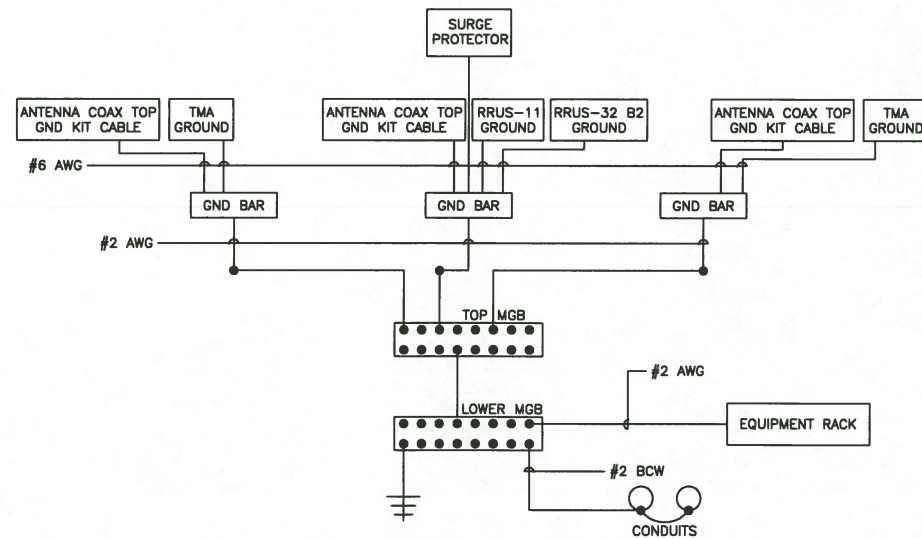 SURGE
PROTECTOR
ANTENNA COAX TOP
GND KIT CABLE
TMA
GROUND
ANTENNA COAX TOP
GND KIT CABLE
RRUS-11
GROUND
RRUS-32 B2
GROUND
ANTENNA COAX TOP
GND KIT CABLE
TMA
GROUND
#6 AWG
GND BAR
GND BAR
GND BAR
#2 AWG
TOP MGB
#2 AWG
LOWER MGB
EQUIPMENT RACK
#2 BCW
CONDUITS